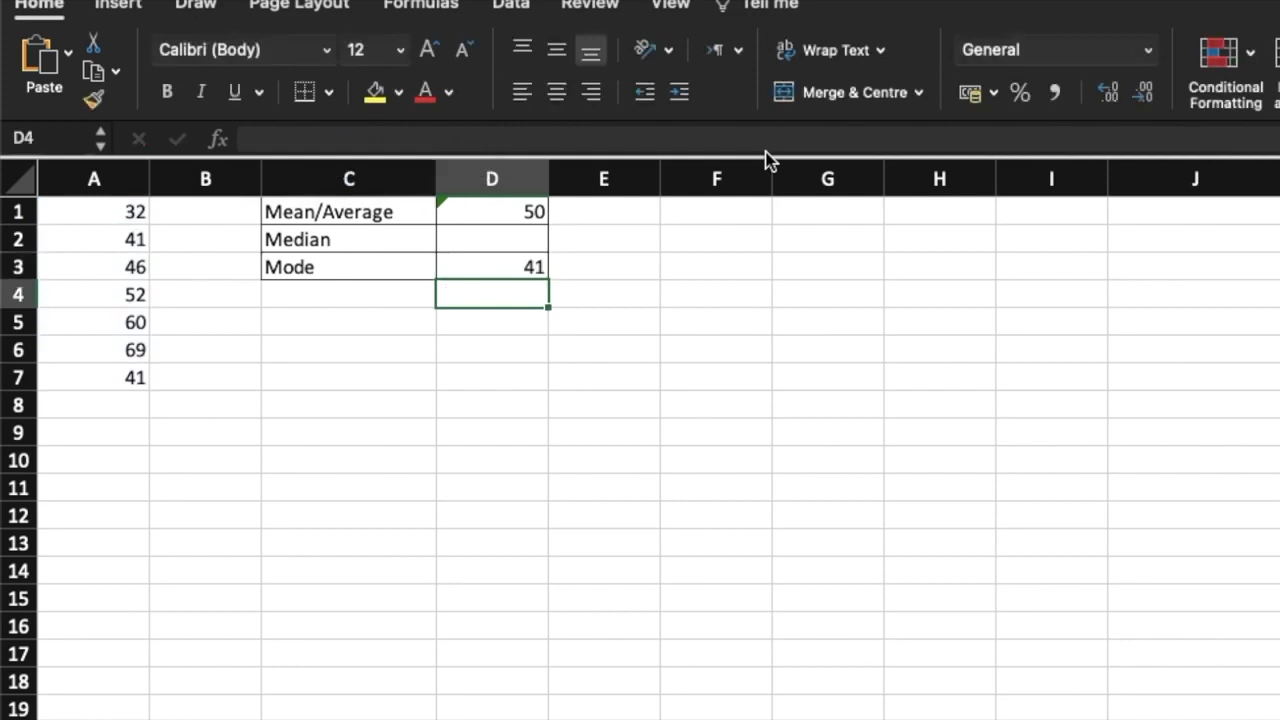 Home Insert Draw Page Layout Formulas Data Review View Tell me
Calibri (Body) 12 Wrap Text General
Paste B I U A Merge & Centre % Conditional Formatting
D4 fx
A B C D E F G H I J
1 32 Mean/Average 50
2 41 Median
3 46 Mode 41
4 52
5 60
6 69
7 41
8
9
10
11
12
13
14
15
16
17
18
19